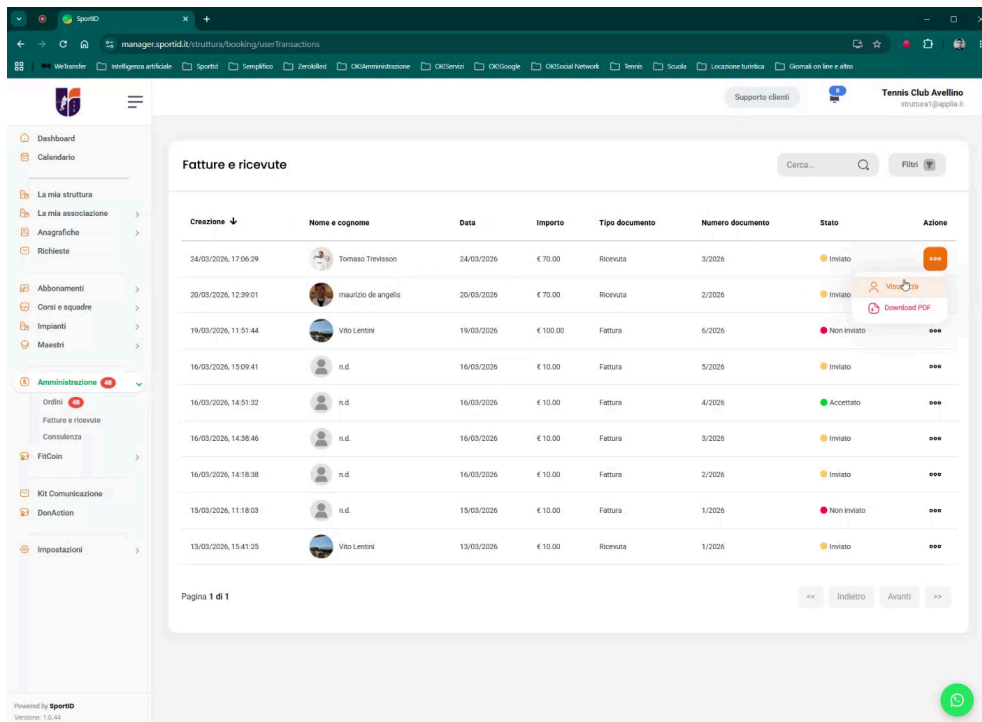 SportID
manager.sportid.it/struttura/booking/userTransactions
WeTransfer Intelligenza artificiale SportId Semplifico Zerokilled OK!Amministrazione OK!Servizi OK!Google OK!Social Network Tennis Scuola Locazione turistica Giornali on line e altro
Supporto clienti
0
Tennis Club Avellino
struttura1@applia.it
Dashboard
Calendario
La mia struttura
La mia associazione
Anagrafiche
Richieste
Abbonamenti
Corsi e squadre
Impianti
Maestri
Amministrazione 48
Ordini 48
Fatture e ricevute
Consulenza
FitCoin
Kit Comunicazione
DonAction
Impostazioni
Powered by SportID
Versione: 1.0.44
Fatture e ricevute
Cerca...
Filtri
Creazione Nome e cognome Data Importo Tipo documento Numero documento Stato Azione
24/03/2026, 17:06:29 Tomaso Trevisson 24/03/2026 € 70.00 Ricevuta 3/2026 Inviato
Visualizza
Download PDF
20/03/2026, 12:39:01 maurizio de angelis 20/03/2026 € 70.00 Ricevuta 2/2026 Inviato
19/03/2026, 11:51:44 Vito Lentini 19/03/2026 € 100.00 Fattura 6/2026 Non inviato
16/03/2026, 15:09:41 n.d. 16/03/2026 € 10.00 Fattura 5/2026 Inviato
16/03/2026, 14:51:32 n.d. 16/03/2026 € 10.00 Fattura 4/2026 Accettato
16/03/2026, 14:38:46 n.d. 16/03/2026 € 10.00 Fattura 3/2026 Inviato
16/03/2026, 14:18:38 n.d. 16/03/2026 € 10.00 Fattura 2/2026 Inviato
15/03/2026, 11:18:03 n.d. 15/03/2026 € 10.00 Fattura 1/2026 Non inviato
13/03/2026, 15:41:25 Vito Lentini 13/03/2026 € 10.00 Ricevuta 1/2026 Inviato
Pagina 1 di 1
<< Indietro Avanti >>